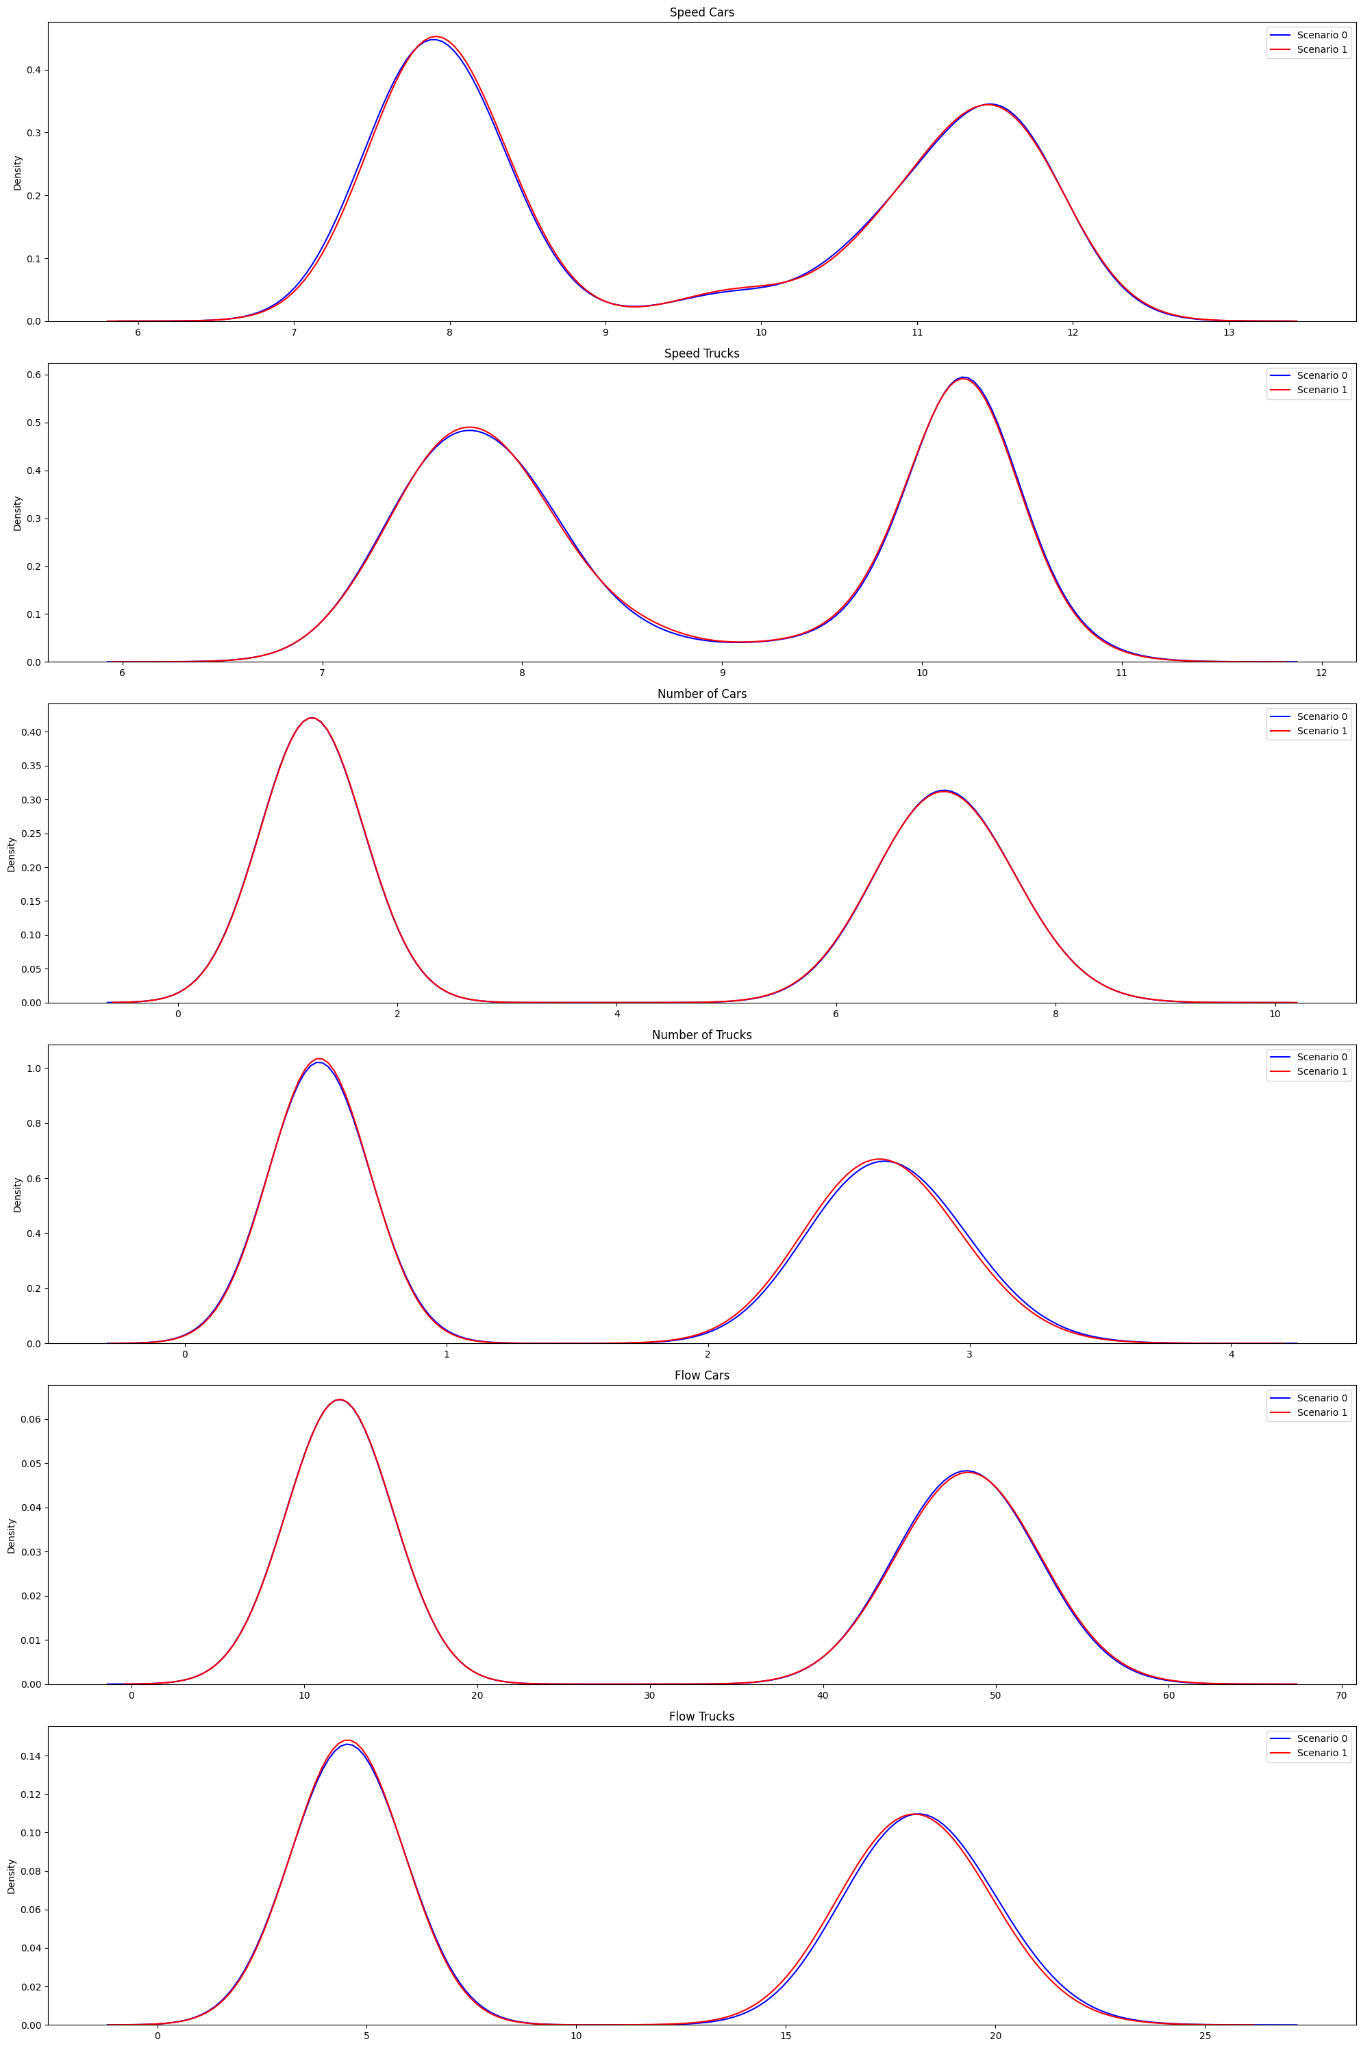 Speed Cars
Scenario 0
Scenario 1
Density
0.4
0.3
0.2
0.1
0.0
6 7 8 9 10 11 12 13
Speed Trucks
Scenario 0
Scenario 1
Density
0.6
0.5
0.4
0.3
0.2
0.1
0.0
6 7 8 9 10 11 12
Number of Cars
Scenario 0
Scenario 1
Density
0.40
0.35
0.30
0.25
0.20
0.15
0.10
0.05
0.00
0 2 4 6 8 10
Number of Trucks
Scenario 0
Scenario 1
Density
1.0
0.8
0.6
0.4
0.2
0.0
0 1 2 3 4
Flow Cars
Scenario 0
Scenario 1
Density
0.06
0.05
0.04
0.03
0.02
0.01
0.00
0 10 20 30 40 50 60 70
Flow Trucks
Scenario 0
Scenario 1
Density
0.14
0.12
0.10
0.08
0.06
0.04
0.02
0.00
0 5 10 15 20 25